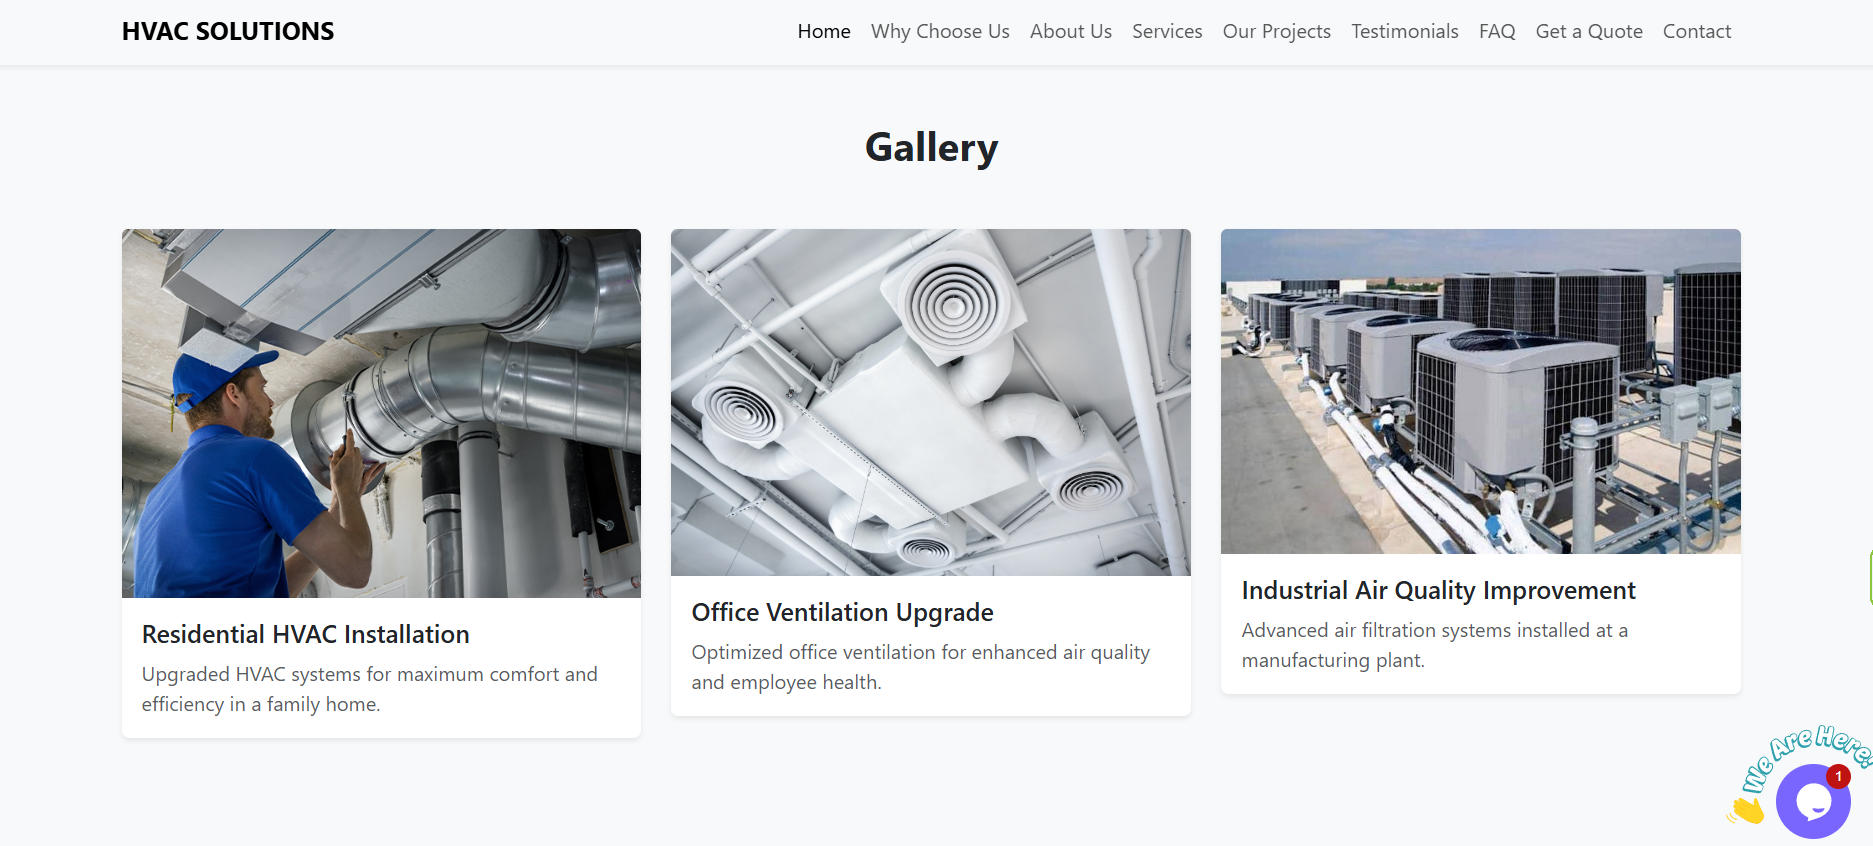 HVAC SOLUTIONS
Home Why Choose Us About Us Services Our Projects Testimonials FAQ Get a Quote Contact
Gallery
Residential HVAC Installation
Upgraded HVAC systems for maximum comfort and
efficiency in a family home.
Office Ventilation Upgrade
Optimized office ventilation for enhanced air quality
and employee health.
Industrial Air Quality Improvement
Advanced air filtration systems installed at a
manufacturing plant.
We Are Here!
1